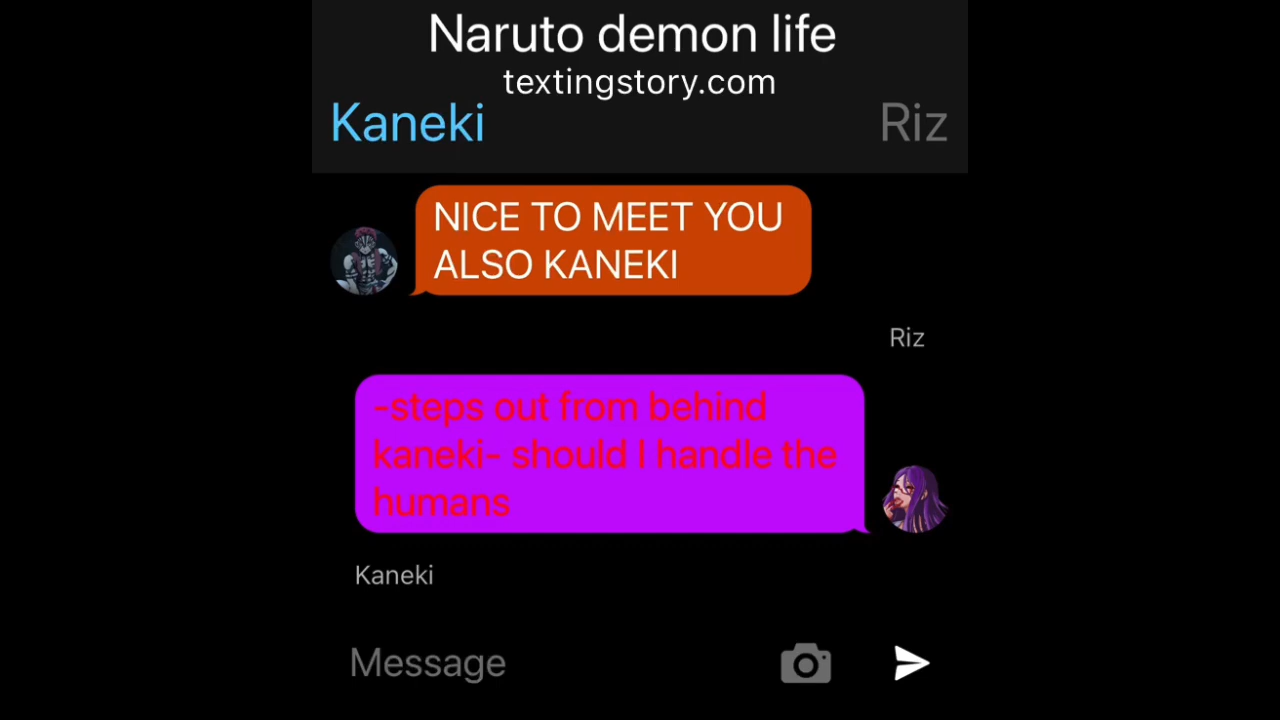 Naruto demon life
textingstory.com
Kaneki
Riz
NICE TO MEET YOU
ALSO KANEKI
Riz
-steps out from behind
kaneki- should I handle the
humans
Kaneki
Message